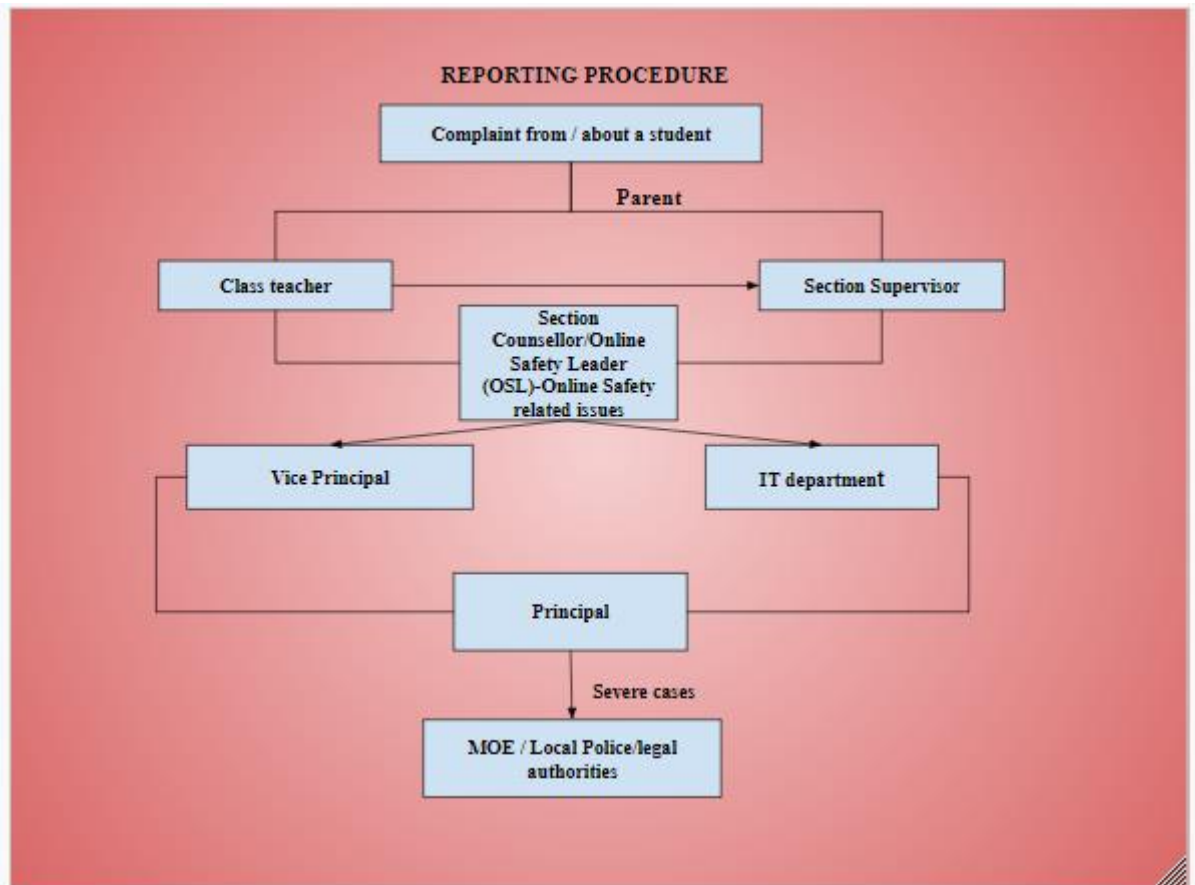 REPORTING PROCEDURE
Complaint from / about a student
Parent
Class teacher
Section Supervisor
Section
Counsellor/Online
Safety Leader
(OSL)-Online Safety
related issues
Vice Principal
IT department
Principal
Severe cases
MOE / Local Police/legal
authorities